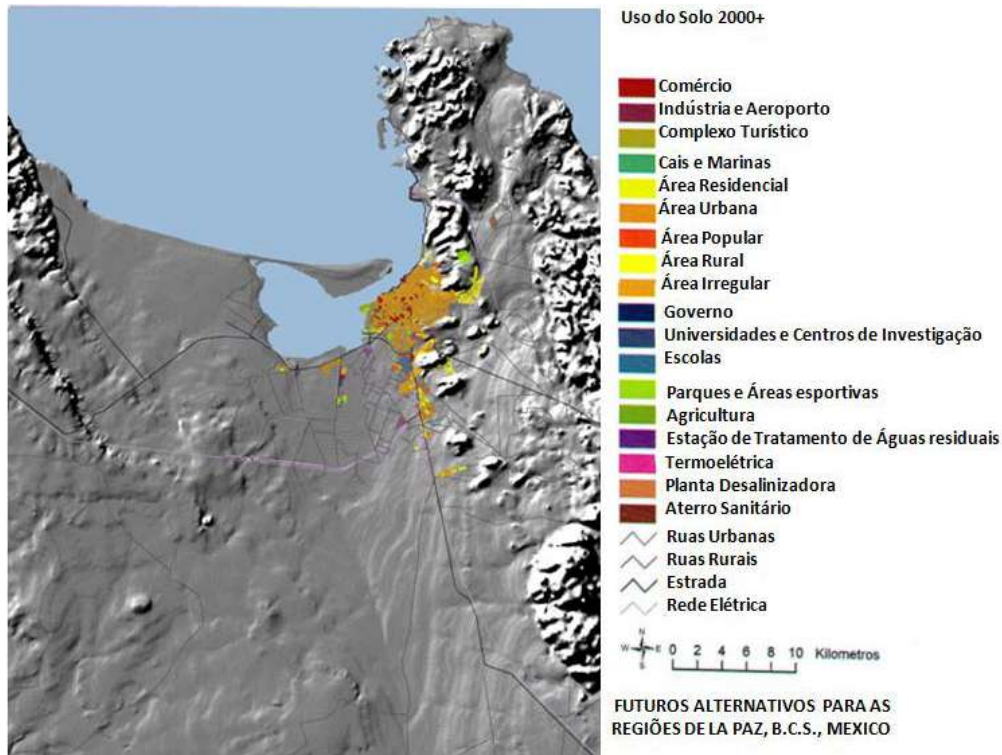 Uso do Solo 2000+
Comércio
Indústria e Aeroporto
Complexo Turístico
Cais e Marinas
Área Residencial
Área Urbana
Área Popular
Área Rural
Área Irregular
Governo
Universidades e Centros de Investigação
Escolas
Parques e Áreas esportivas
Agricultura
Estação de Tratamento de Águas residuais
Termoelétrica
Planta Desalinizadora
Aterro Sanitário
Ruas Urbanas
Ruas Rurais
Estrada
Rede Elétrica
N
W E
S
0 2 4 6 8 10 Kilometros
FUTUROS ALTERNATIVOS PARA AS
REGIÕES DE LA PAZ, B.C.S., MEXICO